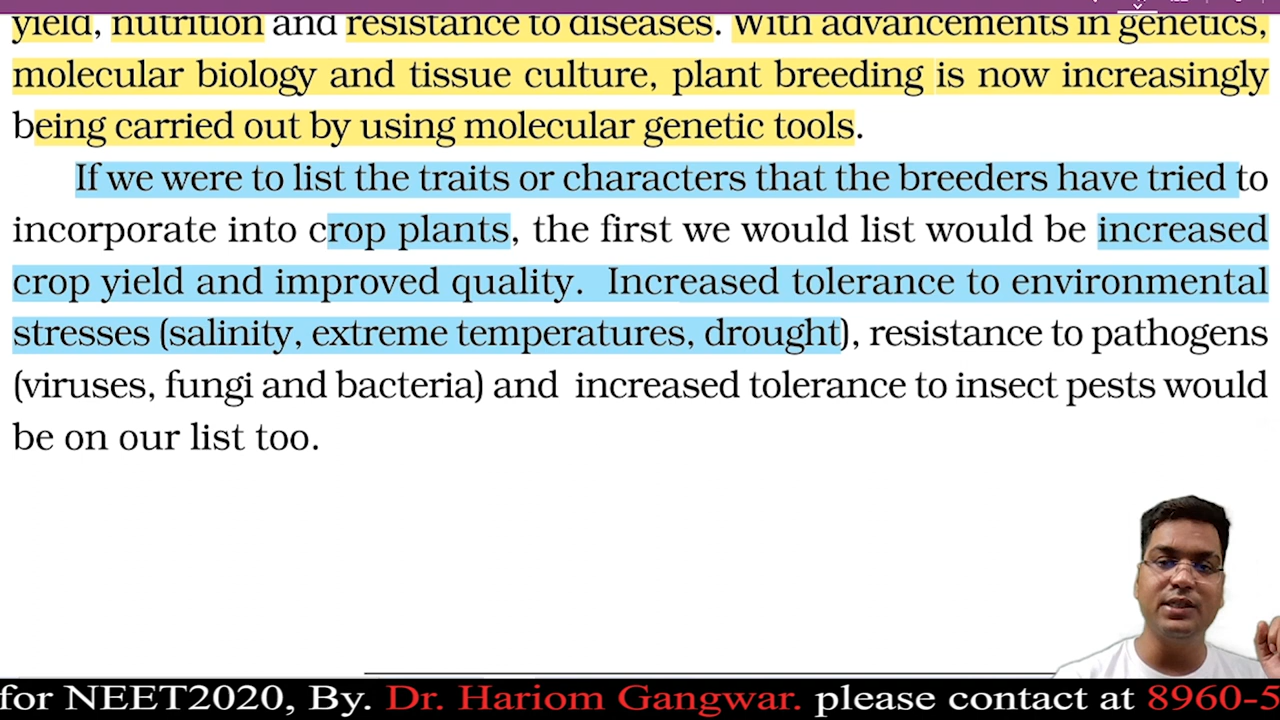 yield, nutrition and resistance to diseases. With advancements in genetics,
molecular biology and tissue culture, plant breeding is now increasingly
being carried out by using molecular genetic tools.
If we were to list the traits or characters that the breeders have tried to
incorporate into crop plants, the first we would list would be increased
crop yield and improved quality. Increased tolerance to environmental
stresses (salinity, extreme temperatures, drought), resistance to pathogens
(viruses, fungi and bacteria) and increased tolerance to insect pests would
be on our list too.
for NEET2020, By. Dr. Hariom Gangwar. please contact at 8960-5